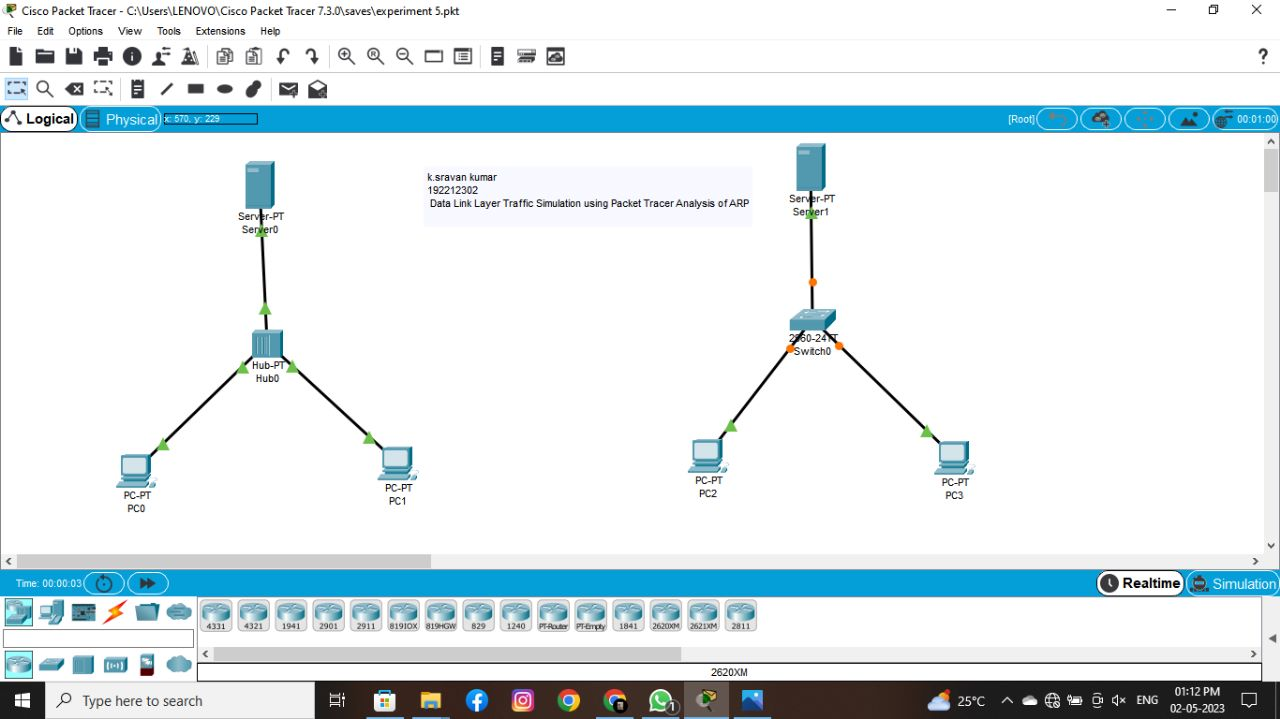 Cisco Packet Tracer - C:\Users\LENOVO\Cisco Packet Tracer 7.3.0\saves\experiment 5.pkt
File Edit Options View Tools Extensions Help
Logical Physical x: 570, y: 229 [Root] 00:01:00
k.sravan kumar
192212302
Data Link Layer Traffic Simulation using Packet Tracer Analysis of ARP
Server-PT
Server0
Server-PT
Server1
Hub-PT
Hub0
2960-24TT
Switch0
PC-PT
PC0
PC-PT
PC1
PC-PT
PC2
PC-PT
PC3
Time: 00:00:03 Realtime Simulation
4331 4321 1941 2901 2911 819IOX 819HGW 829 1240 PT-Router PT-Empty 1841 2620XM 2621XM 2811
2620XM
Type here to search
1
25°C ENG 01:12 PM
02-05-2023